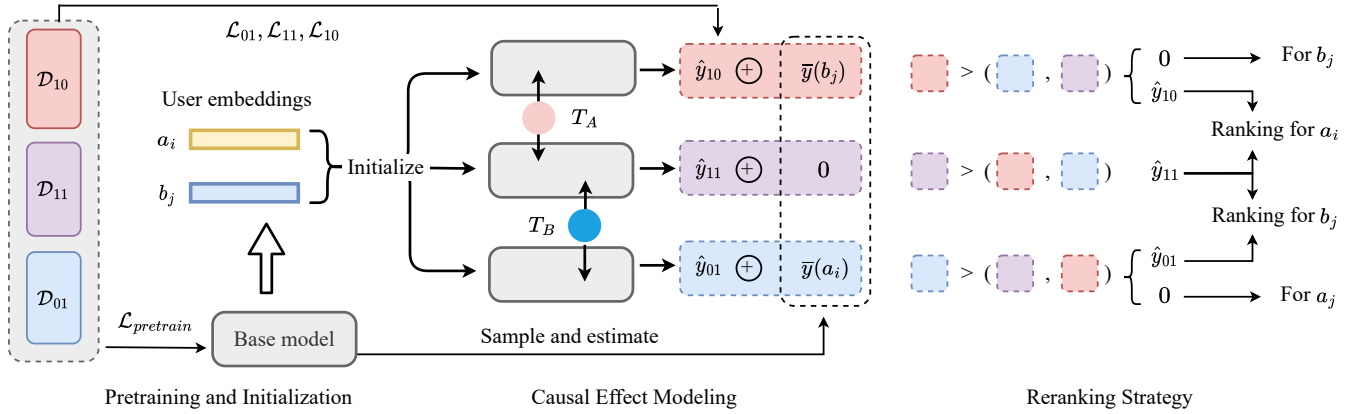 𝓛₀₁, 𝓛₁₁, 𝓛₁₀
𝒟₁₀
𝒟₁₁
𝒟₀₁
User embeddings
aᵢ
bⱼ
Initialize
𝓛pretrain
Base model
T_A
T_B
ŷ₁₀ ⊕ ȳ(bⱼ)
ŷ₁₁ ⊕ 0
ŷ₀₁ ⊕ ȳ(aᵢ)
Sample and estimate
> ( , ) { 0
ŷ₁₀
For bⱼ
Ranking for aᵢ
> ( , ) ŷ₁₁
Ranking for bⱼ
> ( , ) { ŷ₀₁
0
For aⱼ
Pretraining and Initialization
Causal Effect Modeling
Reranking Strategy